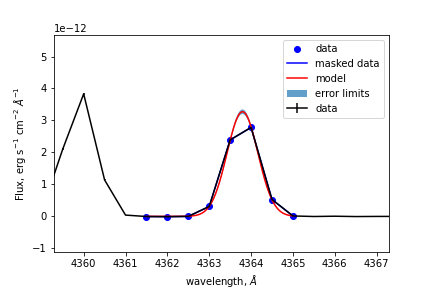 1e−12
5
4
3
2
1
0
−1
Flux, erg s⁻¹ cm⁻² Å⁻¹
data
masked data
model
error limits
data
4360 4361 4362 4363 4364 4365 4366 4367
wavelength, Å